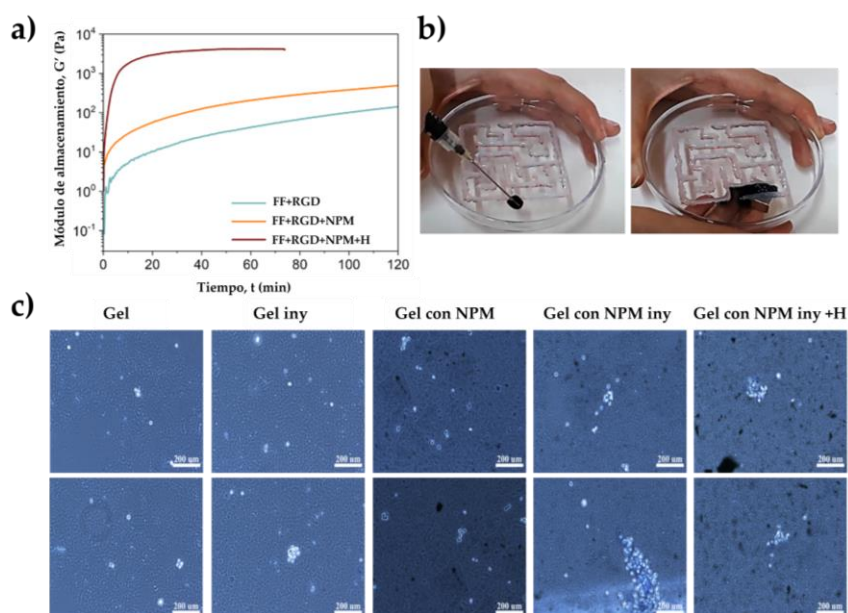 a)
Módulo de almacenamiento, G′ (Pa)
10⁴
10³
10²
10¹
10⁰
10⁻¹
0
20
40
60
80
100
120
Tiempo, t (min)
FF+RGD
FF+RGD+NPM
FF+RGD+NPM+H
b)
c)
Gel
Gel iny
Gel con NPM
Gel con NPM iny
Gel con NPM iny +H
200 um
200 um
200 um
200 um
200 um
200 um
200 um
200 um
200 um
200 um